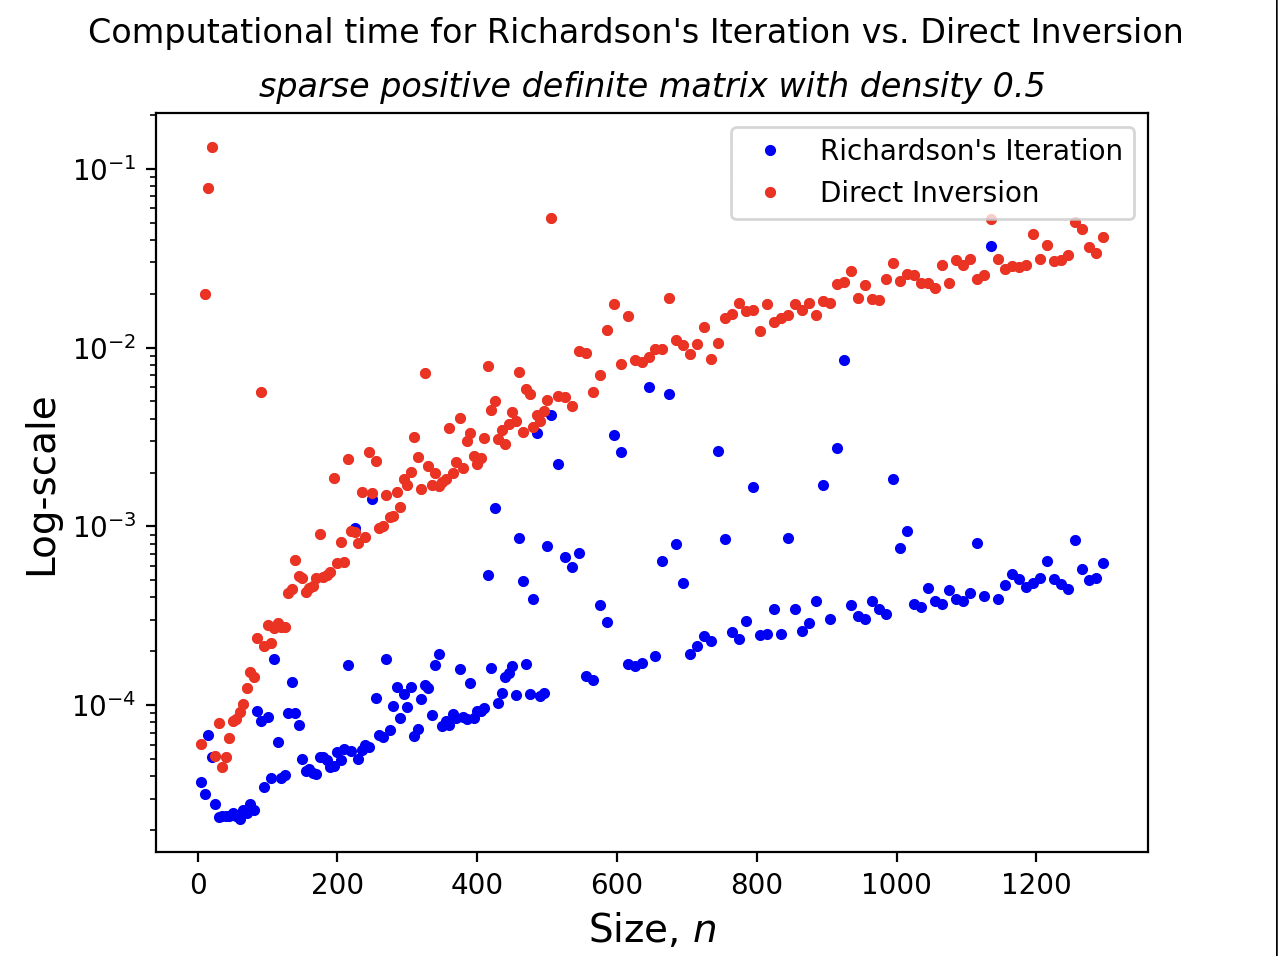 Computational time for Richardson's Iteration vs. Direct Inversion
sparse positive definite matrix with density 0.5
Richardson's Iteration
Direct Inversion
10⁻¹
10⁻²
10⁻³
10⁻⁴
Log-scale
0 200 400 600 800 1000 1200
Size, n